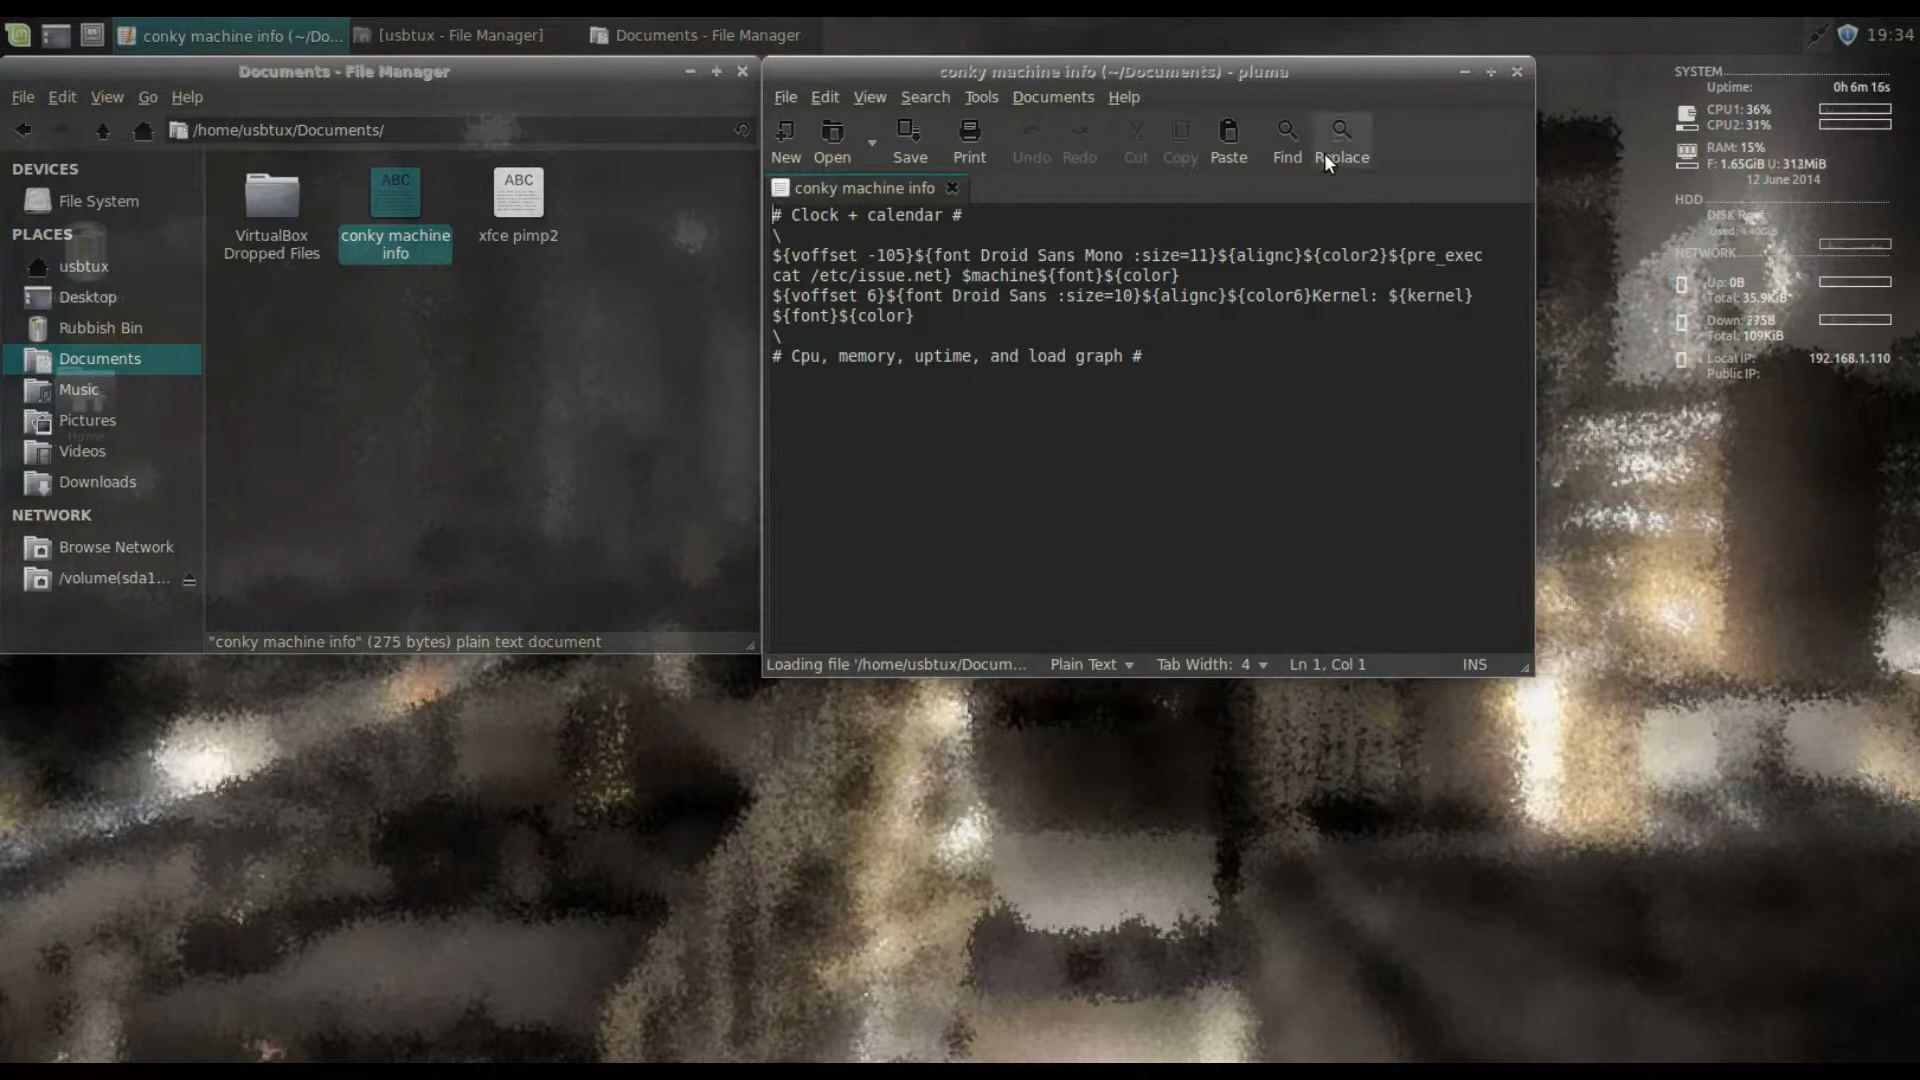 conky machine info (~/Do...
[usbtux - File Manager]
Documents - File Manager
19:34
Documents - File Manager
File Edit View Go Help
/home/usbtux/Documents/
DEVICES
File System
PLACES
usbtux
Desktop
Rubbish Bin
Documents
Music
Pictures
Home
Videos
Downloads
NETWORK
Browse Network
/volume(sda1...
ABC
VirtualBox
Dropped Files
conky machine
info
ABC
xfce pimp2
"conky machine info" (275 bytes) plain text document
conky machine info (~/Documents) - pluma
File Edit View Search Tools Documents Help
New Open Save Print Undo Redo Cut Copy Paste Find Replace
conky machine info
# Clock + calendar #
\
${voffset -105}${font Droid Sans Mono :size=11}${alignc}${color2}${pre_exec
cat /etc/issue.net} $machine${font}${color}
${voffset 6}${font Droid Sans :size=10}${alignc}${color6}Kernel: ${kernel}
${font}${color}
\
# Cpu, memory, uptime, and load graph #
Loading file '/home/usbtux/Docum... Plain Text Tab Width: 4 Ln 1, Col 1 INS
SYSTEM
Uptime: 0h 6m 16s
CPU1: 36%
CPU2: 31%
RAM: 15%
F: 1.65GiB U: 312MiB
12 June 2014
HDD
DISK Root
Used: 4.40GiB
NETWORK
Up: 0B
Total: 35.9KiB
Down: 275B
Total: 109KiB
Local IP: 192.168.1.110
Public IP: